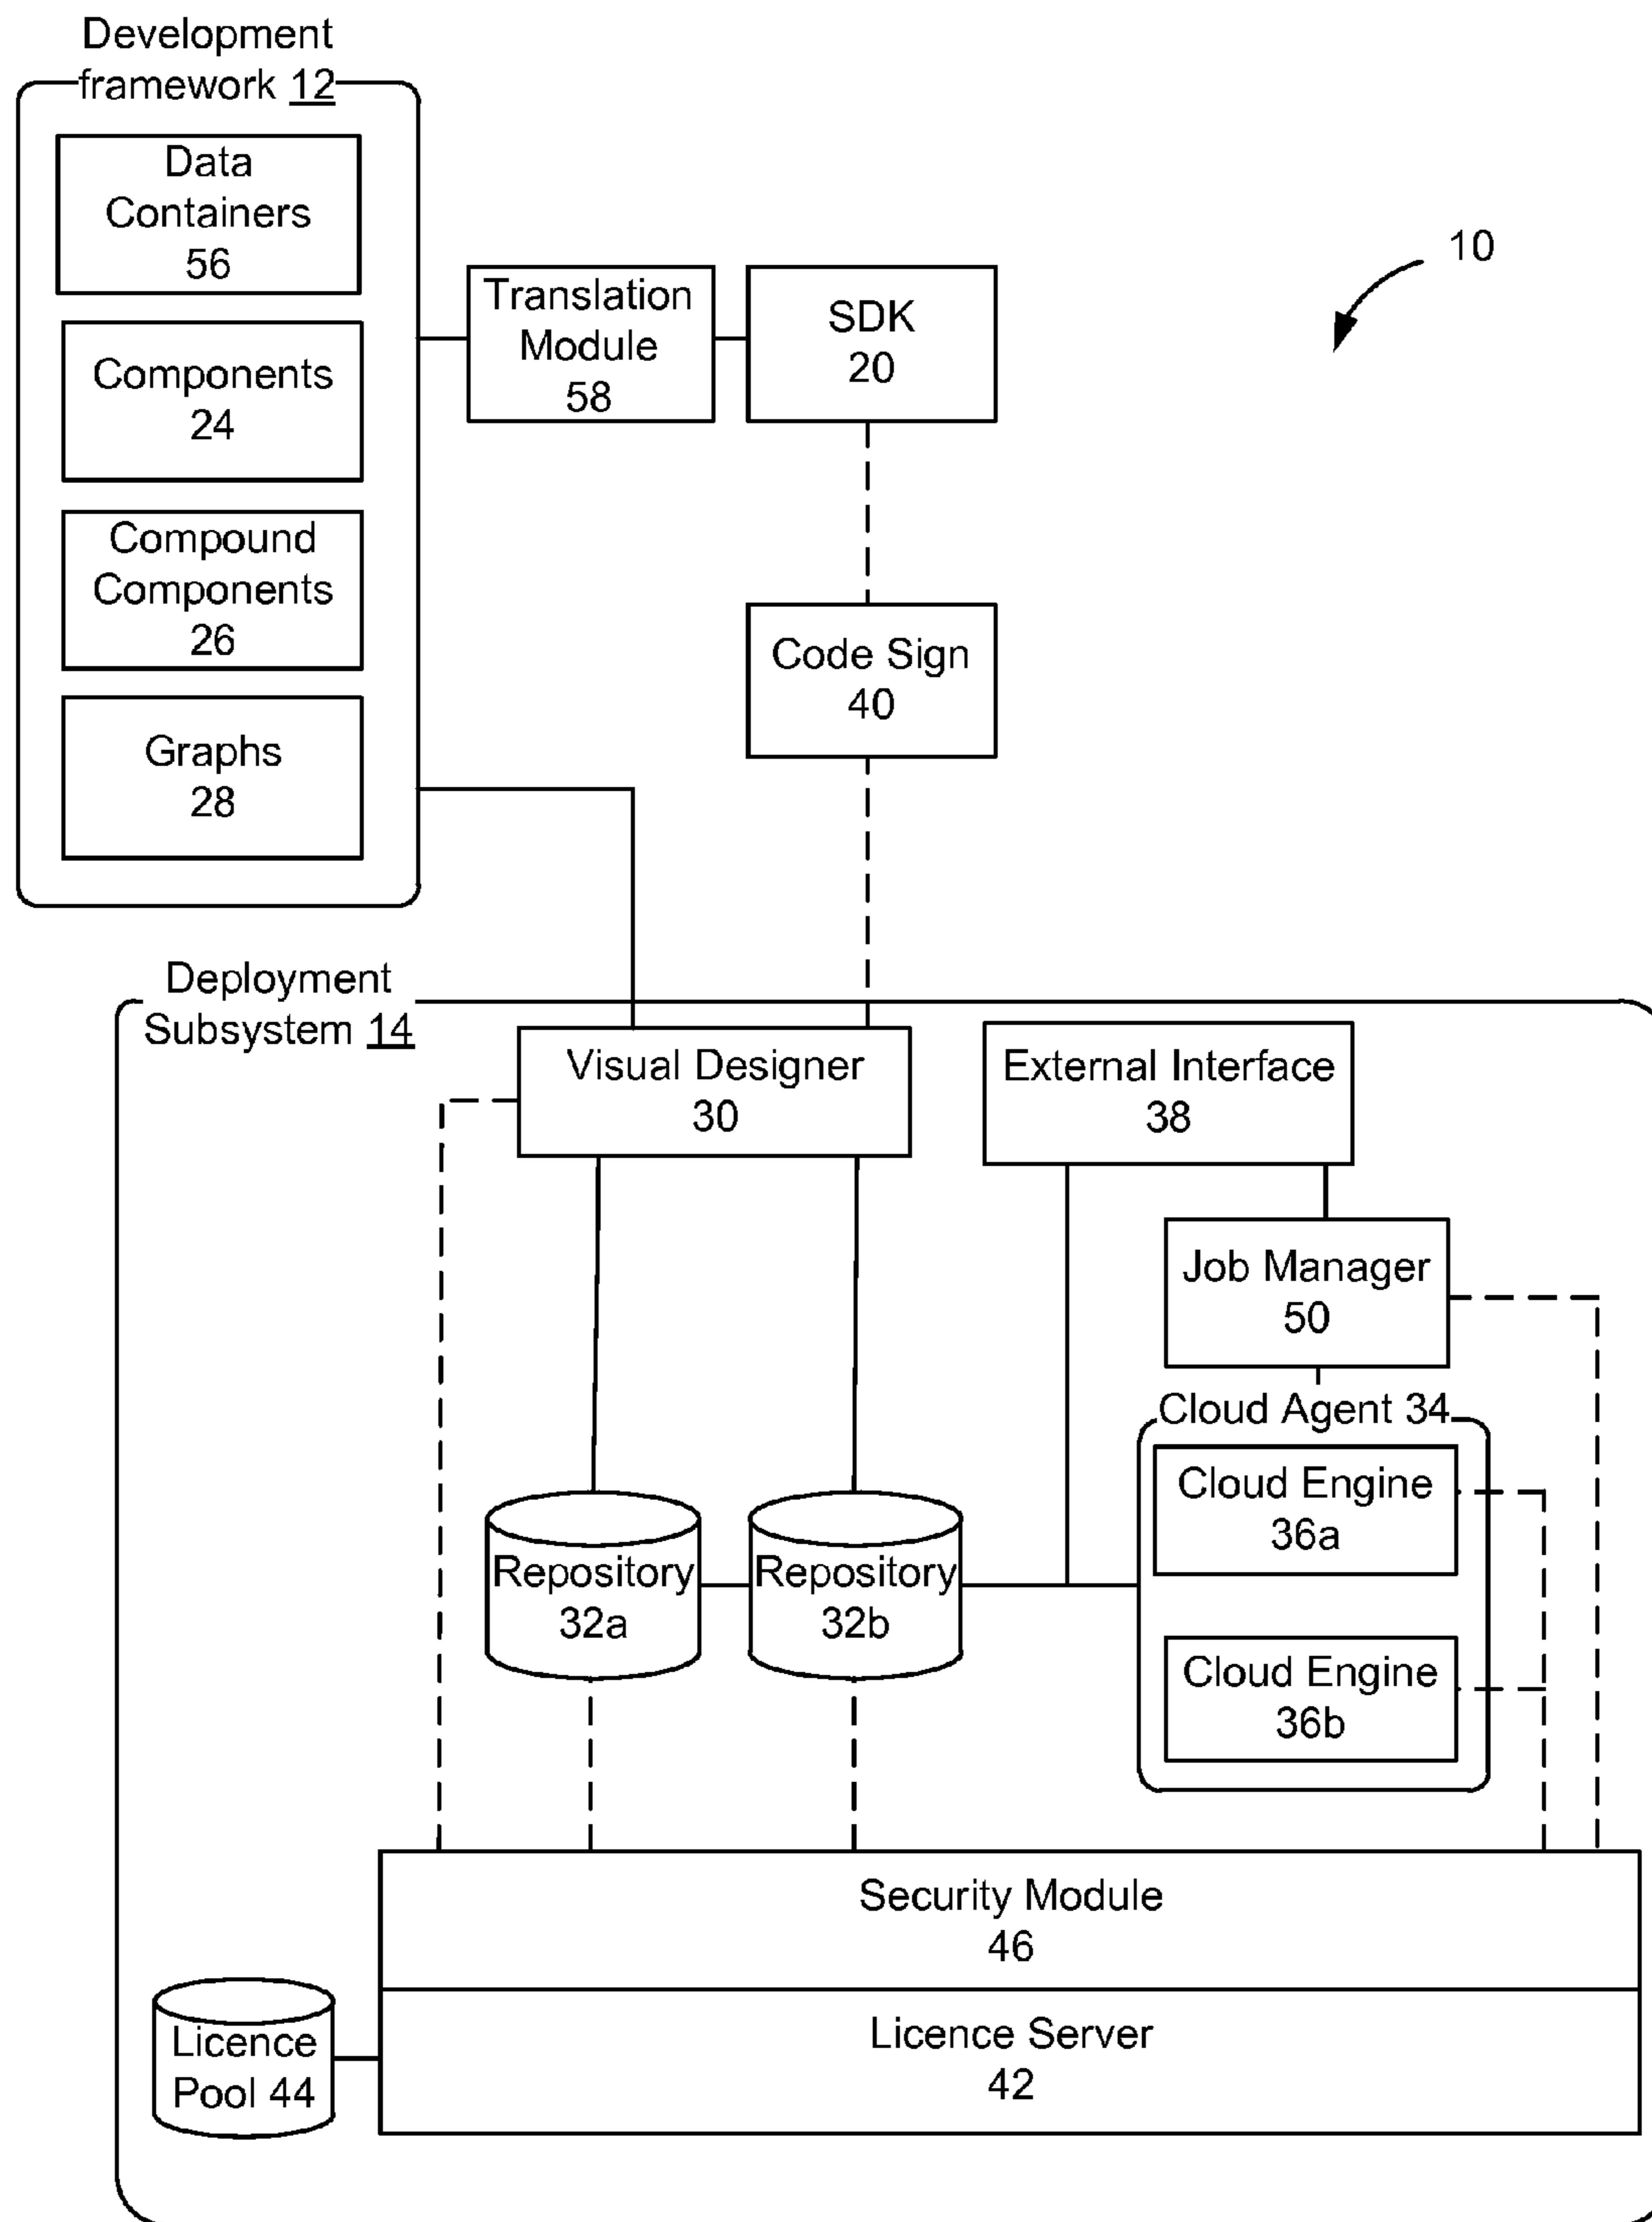 Development
framework 12
Data
Containers
56
Components
24
Compound
Components
26
Graphs
28
Translation
Module
58
SDK
20
10
Code Sign
40
Deployment
Subsystem 14
Visual Designer
30
External Interface
38
Job Manager
50
Cloud Agent 34
Cloud Engine
36a
Cloud Engine
36b
Repository
32a
Repository
32b
Security Module
46
Licence Server
42
Licence
Pool 44